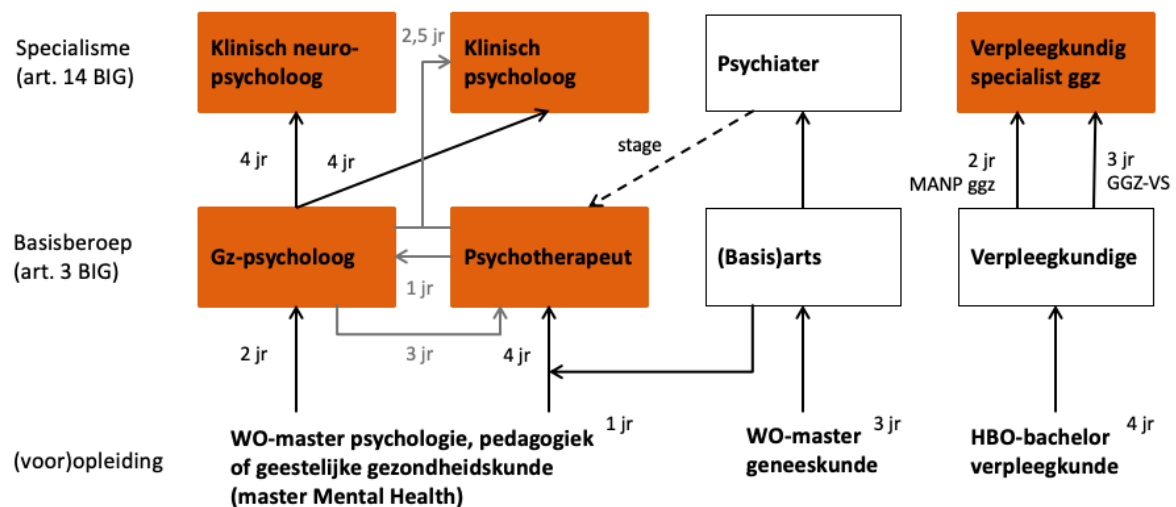 Specialisme
(art. 14 BIG)
Klinisch neuro-
psycholoog
2,5 jr
Klinisch
psycholoog
Psychiater
Verpleegkundig
specialist ggz
4 jr
4 jr
stage
2 jr
MANP ggz
3 jr
GGZ-VS
Basisberoep
(art. 3 BIG)
Gz-psycholoog
Psychotherapeut
(Basis)arts
Verpleegkundige
1 jr
2 jr
3 jr
4 jr
(voor)opleiding
WO-master psychologie, pedagogiek
of geestelijke gezondheidskunde
(master Mental Health)
1 jr
WO-master
geneeskunde
3 jr
HBO-bachelor
verpleegkunde
4 jr